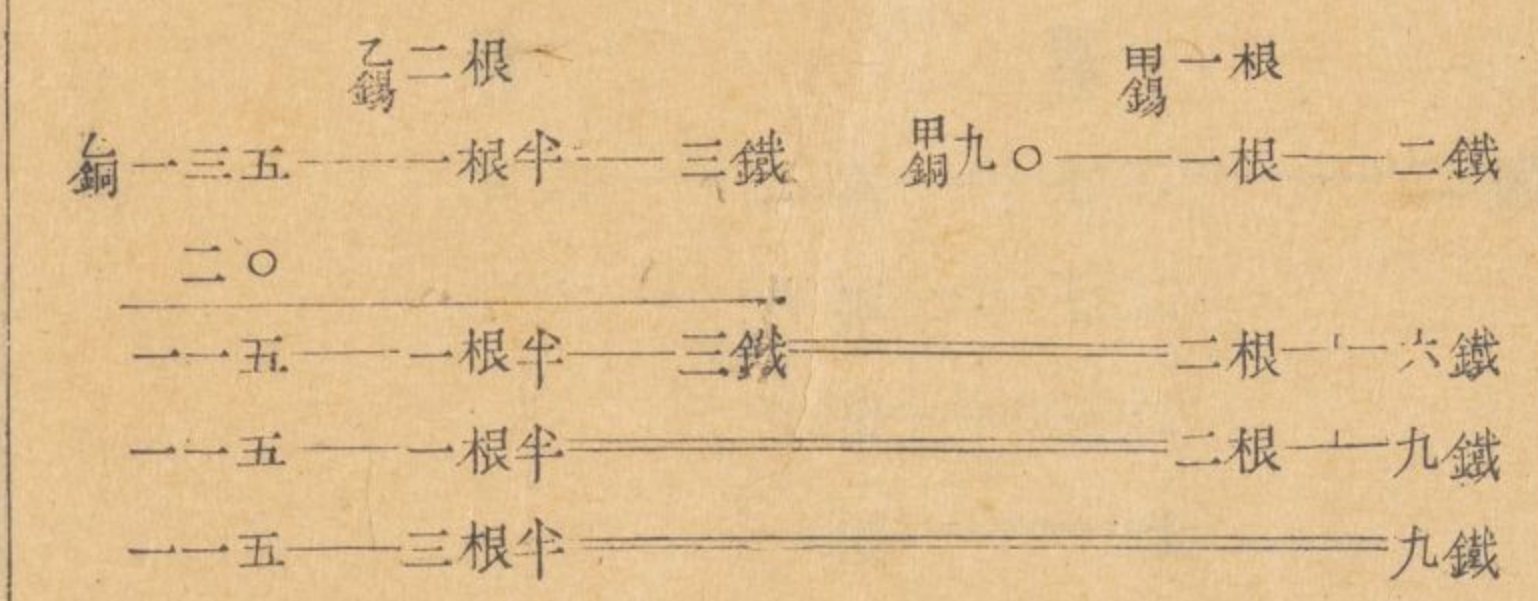 乙錫二根 甲錫一根
乙銅一三五——一根半——三鐵 甲銅九〇——一根——二鐵
二〇
一一五——一根半——三鐵══二根⊥六鐵
一一五——一根半══二根⊥九鐵
一一五——三根半══九鐵